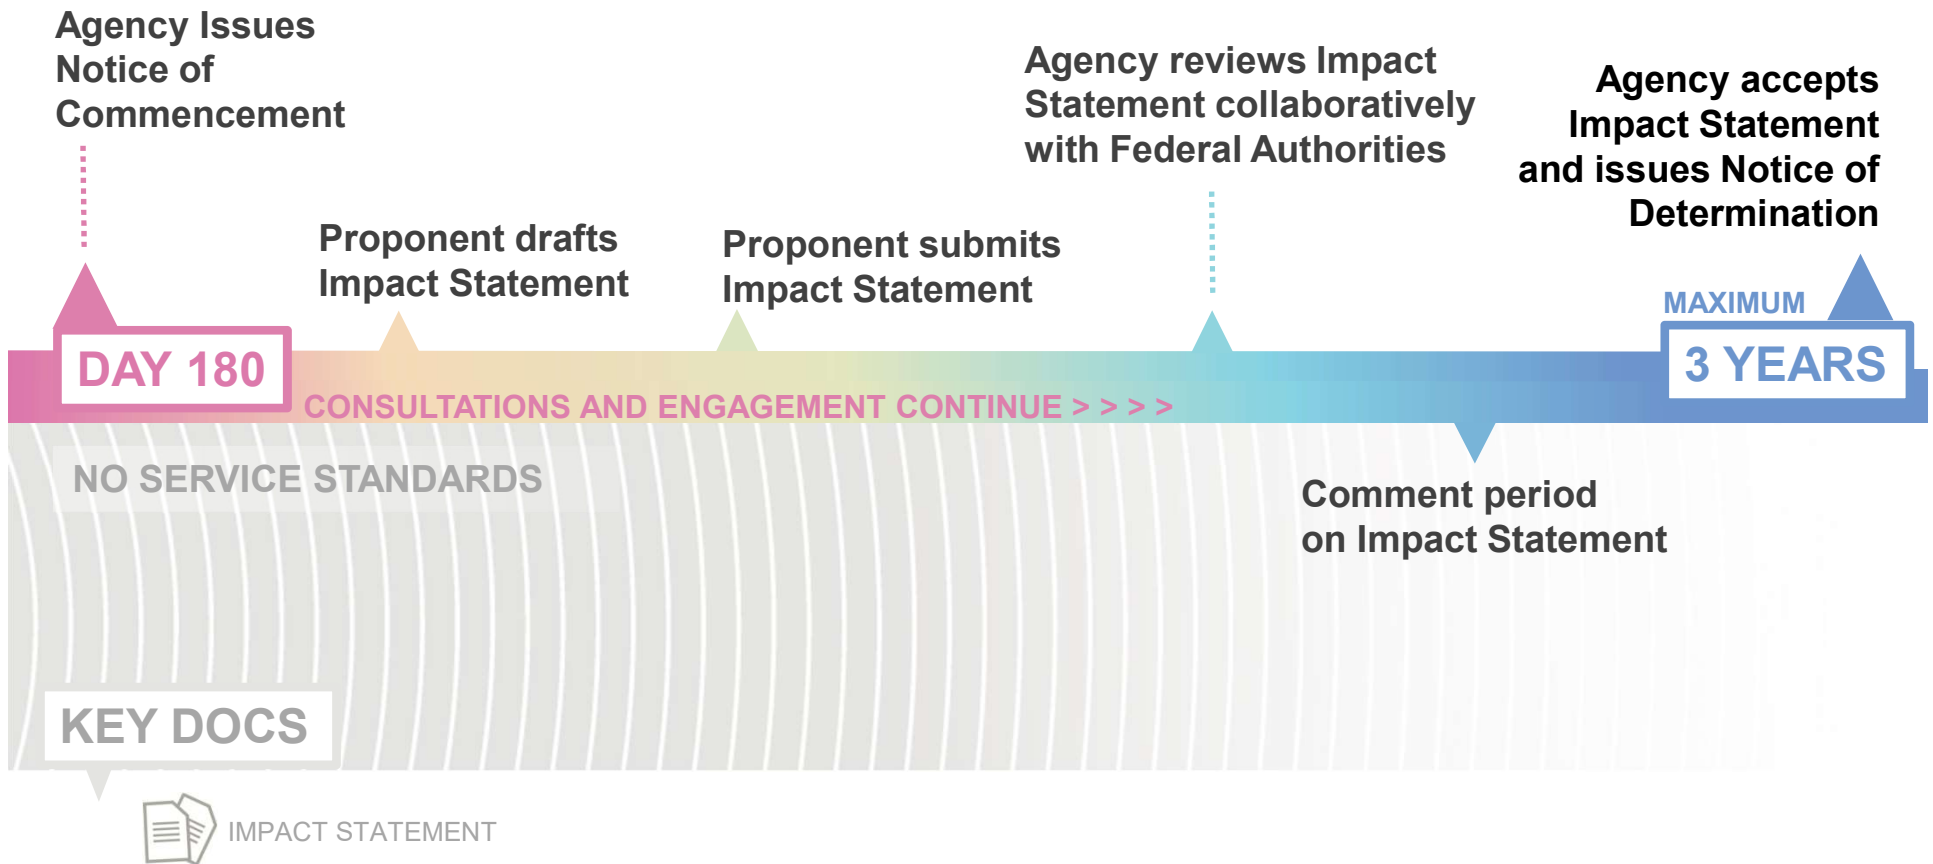 Agency Issues
Notice of
Commencement
Proponent drafts
Impact Statement
Proponent submits
Impact Statement
Agency reviews Impact
Statement collaboratively
with Federal Authorities
Agency accepts
Impact Statement
and issues Notice of
Determination
MAXIMUM
DAY 180
3 YEARS
CONSULTATIONS AND ENGAGEMENT CONTINUE > > > >
NO SERVICE STANDARDS
Comment period
on Impact Statement
KEY DOCS
IMPACT STATEMENT